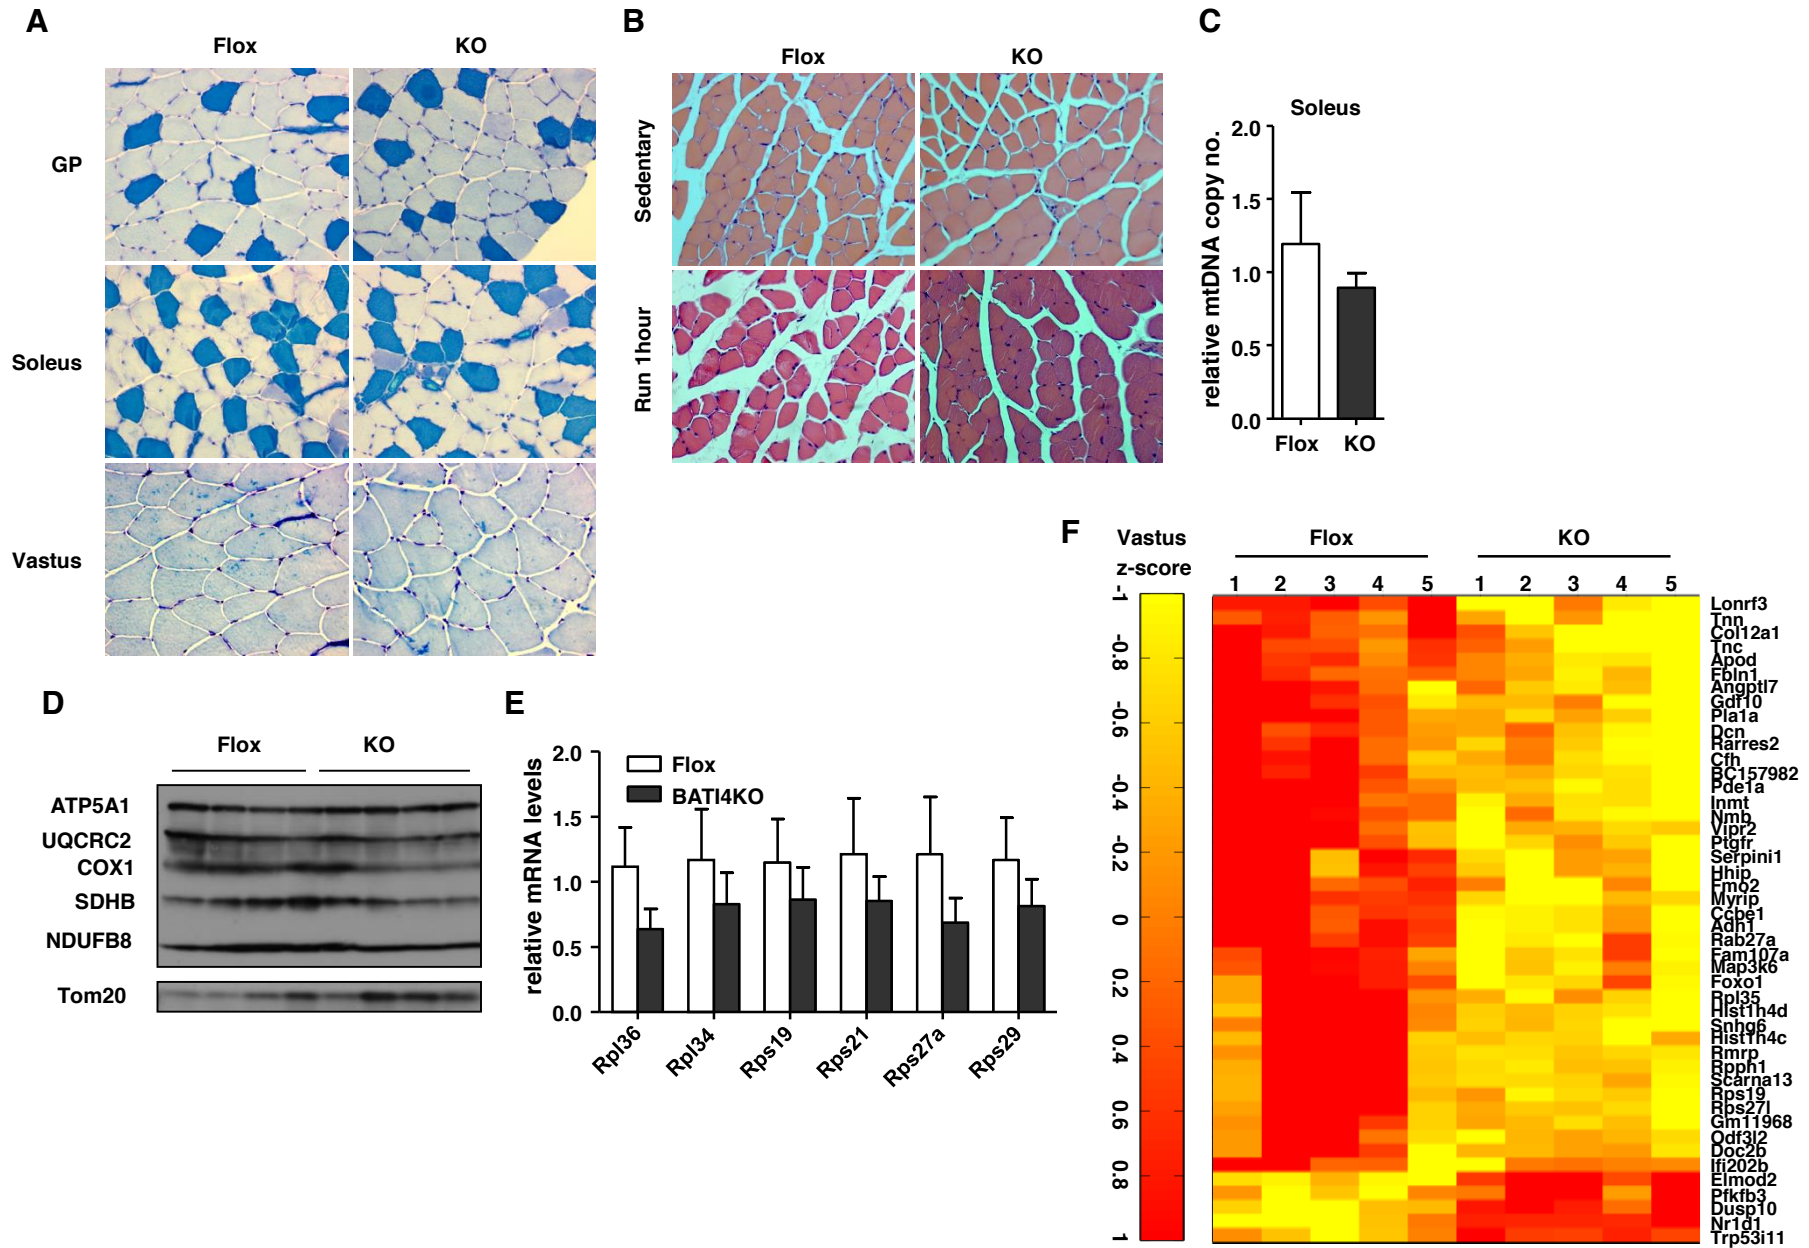 A
Flox
KO
GP
Soleus
Vastus
B
Flox
KO
Sedentary
Run 1hour
C
Soleus
relative mtDNA copy no.
2.0
1.5
1.0
0.5
0.0
Flox
KO
D
Flox
KO
ATP5A1
UQCRC2
COX1
SDHB
NDUFB8
Tom20
E
relative mRNA levels
2.0
1.5
1.0
0.5
0.0
Flox
BATI4KO
Rpl36
Rpl34
Rps19
Rps21
Rps27a
Rps29
F
Vastus
z-score
-1
-0.8
-0.6
-0.4
-0.2
0
0.2
0.4
0.6
0.8
1
Flox
KO
1 2 3 4 5 1 2 3 4 5
Lonrf3
Tnn
Col12a1
Tnc
Apod
Fbln1
Angptl7
Gdf10
Pla1a
Dcn
Rarres2
Cfh
BC157982
Pde1a
Inmt
Nmb
Vipr2
Ptgfr
Serpini1
Hhip
Fmo2
Myrip
Ccbe1
Adh1
Rab27a
Fam107a
Map3k6
Foxo1
Rpl35
Hist1h4d
Snhg6
Hist1h4c
Rmrp
Rpph1
Scarna13
Rps19
Rps27l
Gm11968
Odf3l2
Doc2b
Ifi202b
Elmod2
Pfkfb3
Dusp10
Nr1d1
Trp53i11